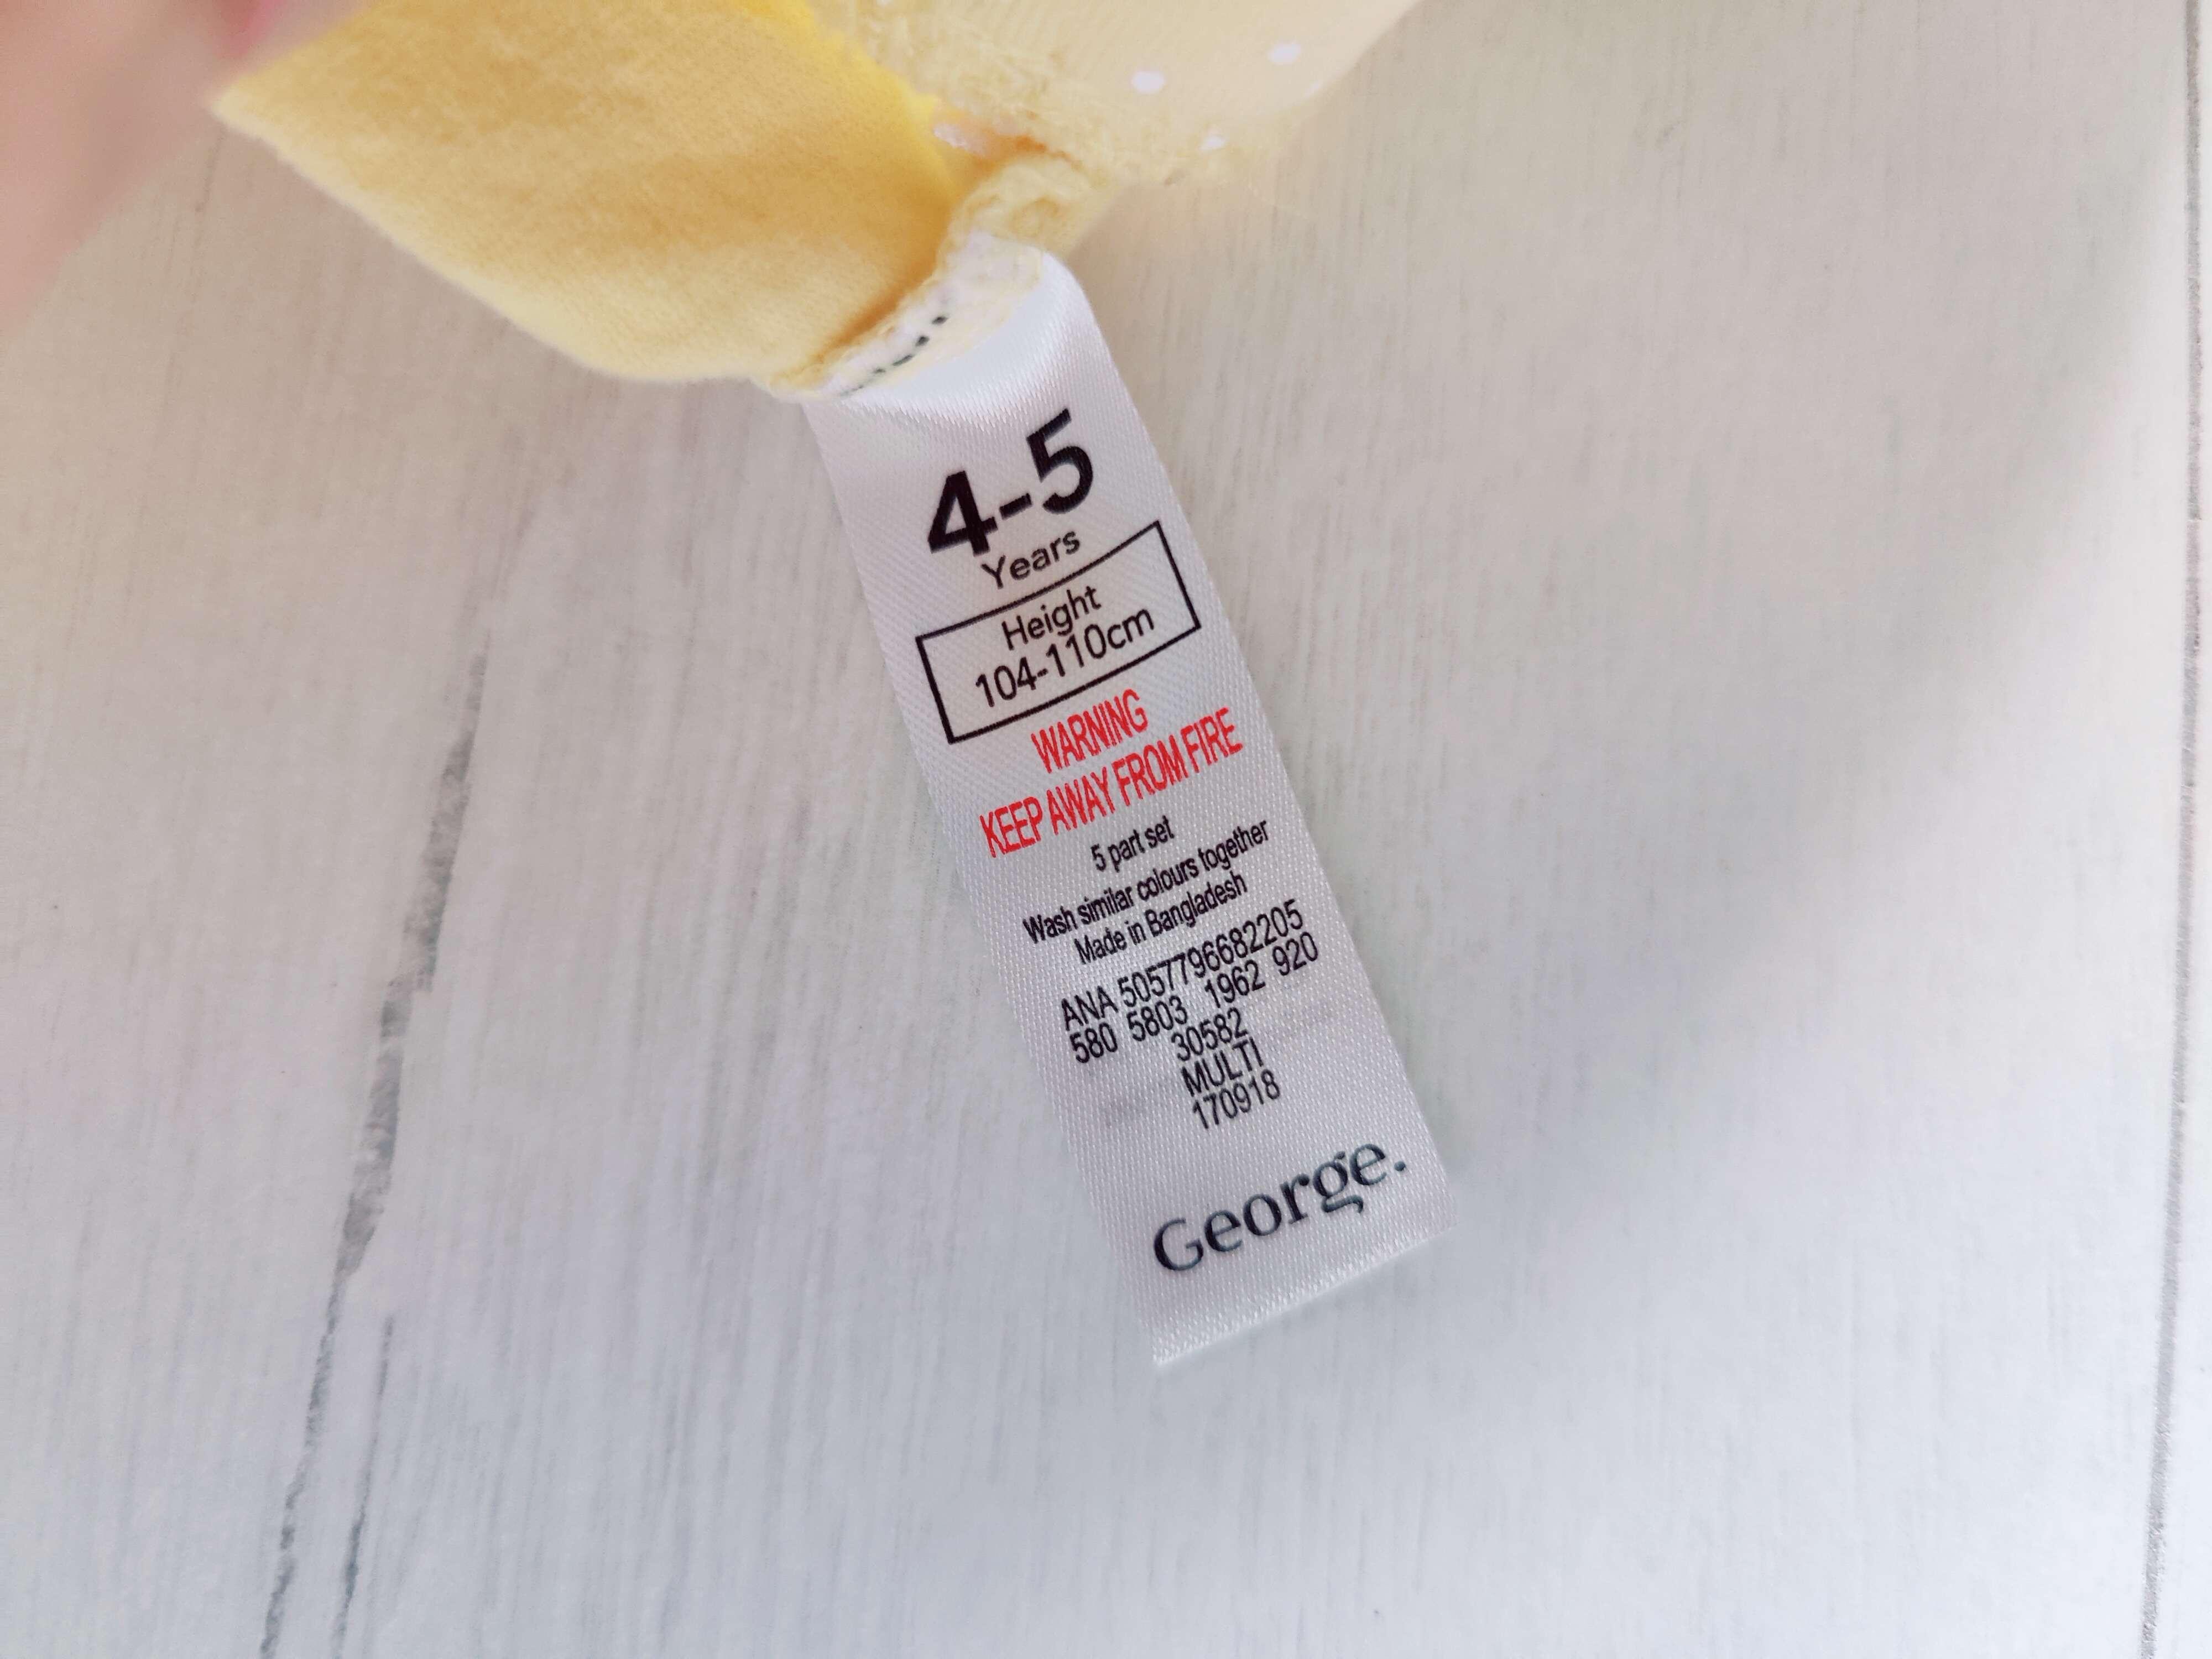 4-5
Years
Height
104-110cm
WARNING
KEEP AWAY FROM FIRE
5 part set
Wash similar colours together
Made in Bangladesh
ANA 5057796682205
580 5803 1962 920
30582
MULTI
170918
George.